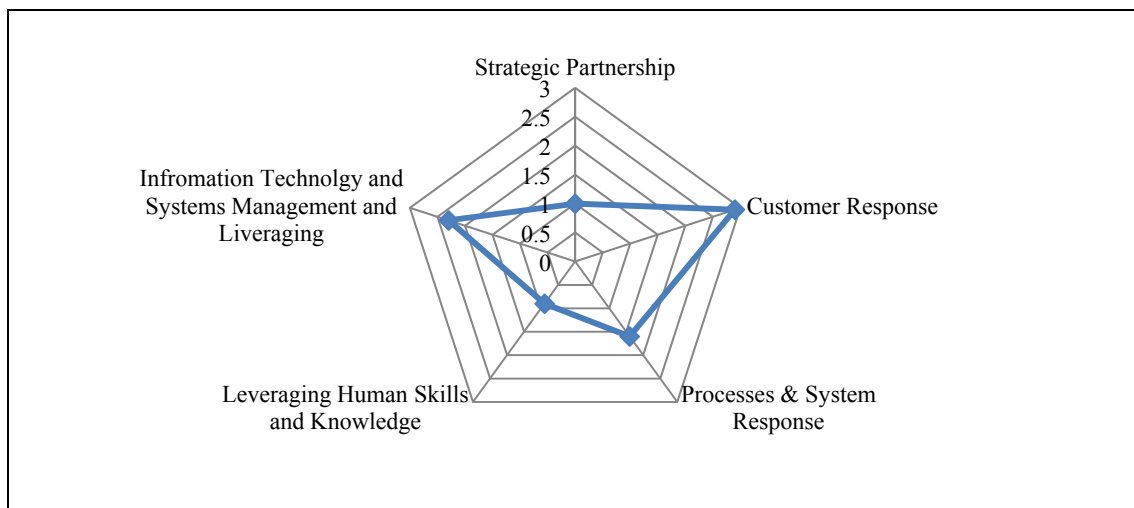 Strategic Partnership
3
2.5
2
1.5
1
0.5
0
Customer Response
Processes & System
Response
Leveraging Human Skills
and Knowledge
Infromation Technolgy and
Systems Management and
Liveraging